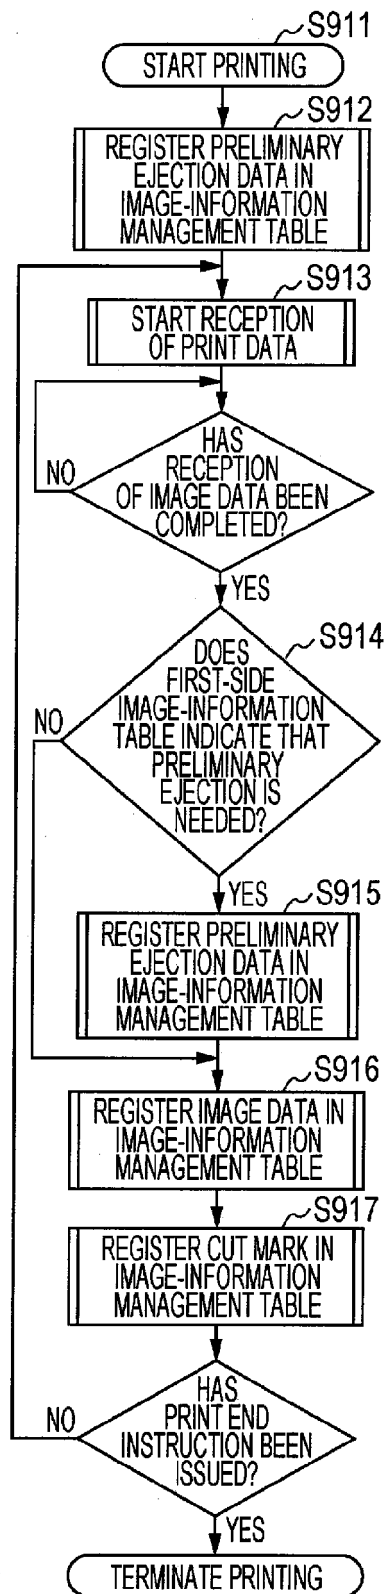 S911
START PRINTING
S912
REGISTER PRELIMINARY
EJECTION DATA IN
IMAGE-INFORMATION
MANAGEMENT TABLE
S913
START RECEPTION
OF PRINT DATA
HAS
RECEPTION
OF IMAGE DATA BEEN
COMPLETED?
NO
YES
S914
DOES
FIRST-SIDE
IMAGE-INFORMATION
TABLE INDICATE THAT
PRELIMINARY
EJECTION IS
NEEDED?
NO
YES
S915
REGISTER PRELIMINARY
EJECTION DATA IN
IMAGE-INFORMATION
MANAGEMENT TABLE
S916
REGISTER IMAGE DATA IN
IMAGE-INFORMATION
MANAGEMENT TABLE
S917
REGISTER CUT MARK IN
IMAGE-INFORMATION
MANAGEMENT TABLE
HAS
PRINT END
INSTRUCTION BEEN
ISSUED?
NO
YES
TERMINATE PRINTING